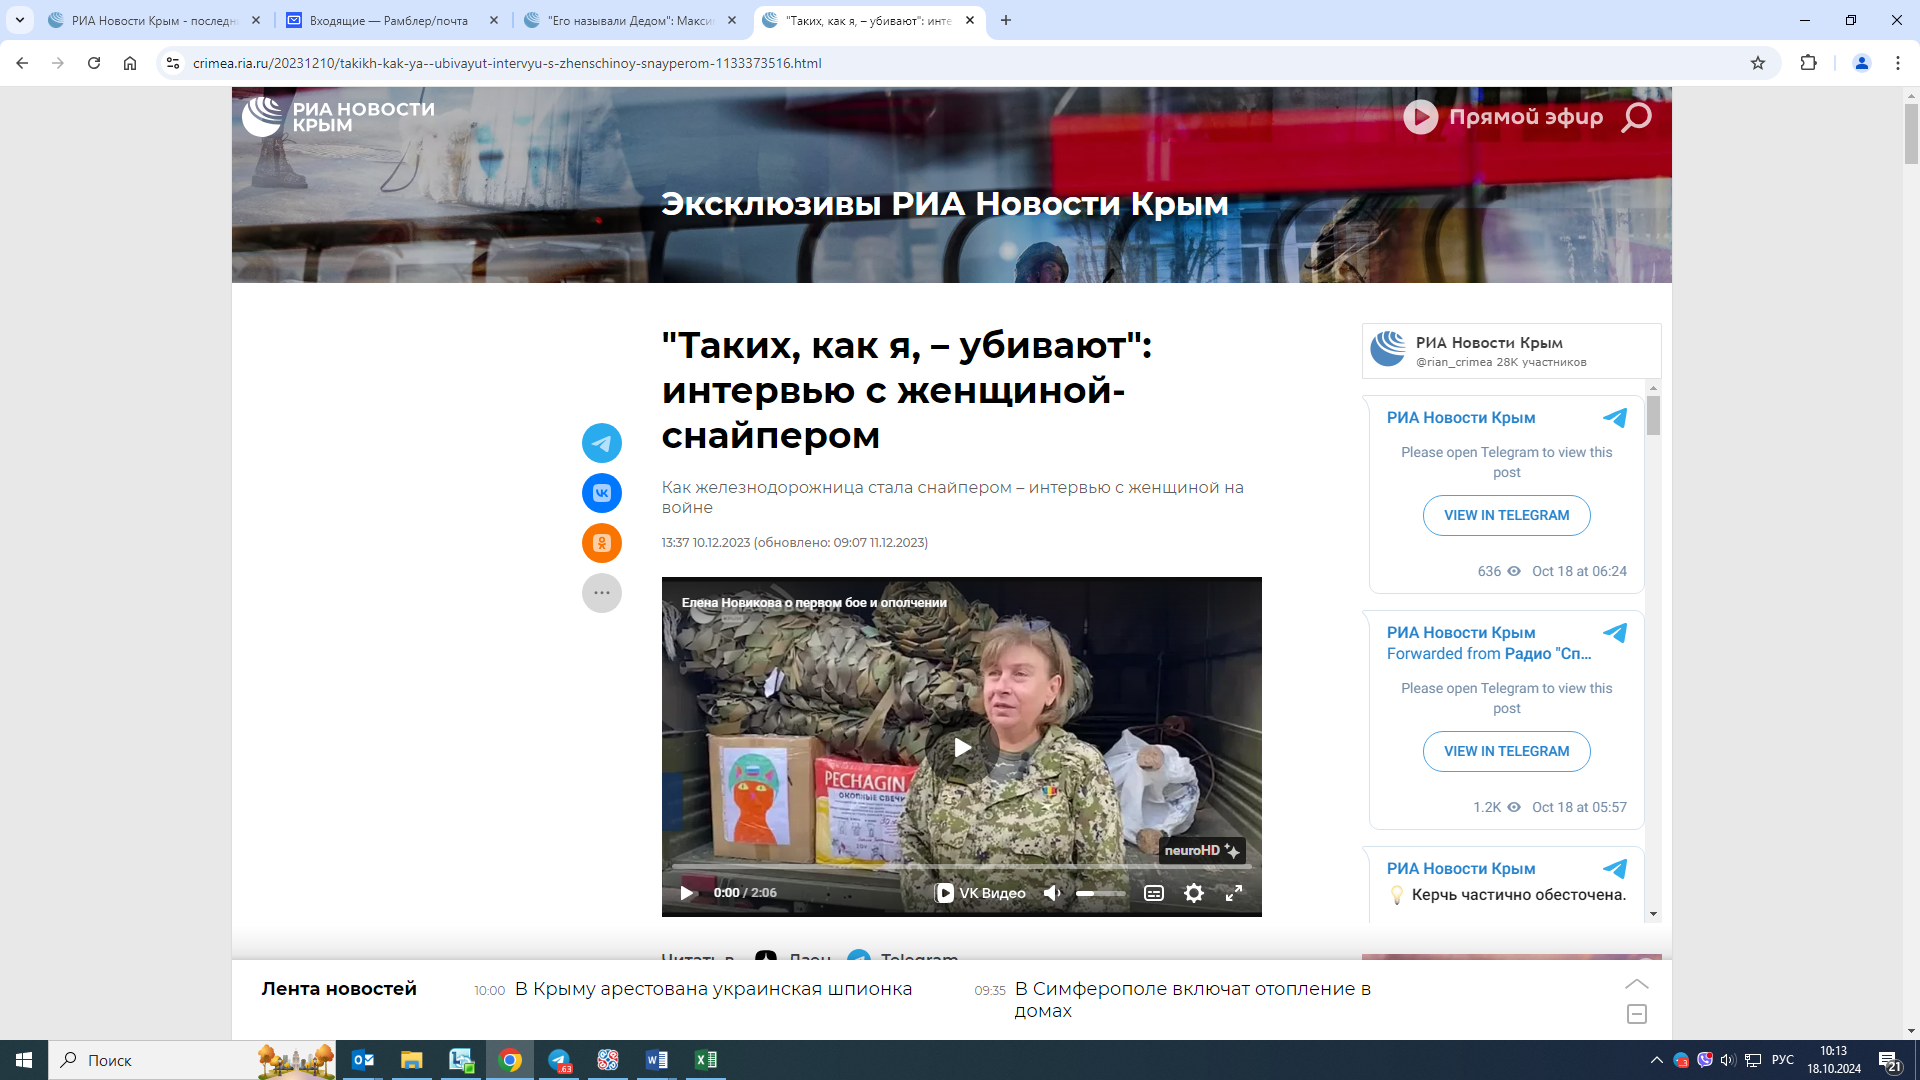 РИА Новости Крым - последн
Входящие — Рамблер/почта
"Его называли Дедом": Макси
"Таких, как я, – убивают": инте
crimea.ria.ru/20231210/takikh-kak-ya--ubivayut-intervyu-s-zhenschinoy-snayperom-1133373516.html
РИА НОВОСТИ
КРЫМ
Прямой эфир
Эксклюзивы РИА Новости Крым
"Таких, как я, – убивают":
интервью с женщиной-
снайпером
Как железнодорожница стала снайпером – интервью с женщиной на
войне
13:37 10.12.2023 (обновлено: 09:07 11.12.2023)
Елена Новикова о первом бое и ополчении
PECHAGIN
ОКОПНЫЕ СВЕЧИ
neuroHD
0:00 / 2:06
VK Видео
Читать в
Дзен
Telegram
РИА Новости Крым
@rian_crimea 28K участников
РИА Новости Крым
Please open Telegram to view this
post
VIEW IN TELEGRAM
636
Oct 18 at 06:24
РИА Новости Крым
Forwarded from Радио "Сп...
Please open Telegram to view this
post
VIEW IN TELEGRAM
1.2K
Oct 18 at 05:57
РИА Новости Крым
Керчь частично обесточена.
Лента новостей
10:00 В Крыму арестована украинская шпионка
09:35 В Симферополе включат отопление в
домах
Поиск
РУС
10:13
18.10.2024
21